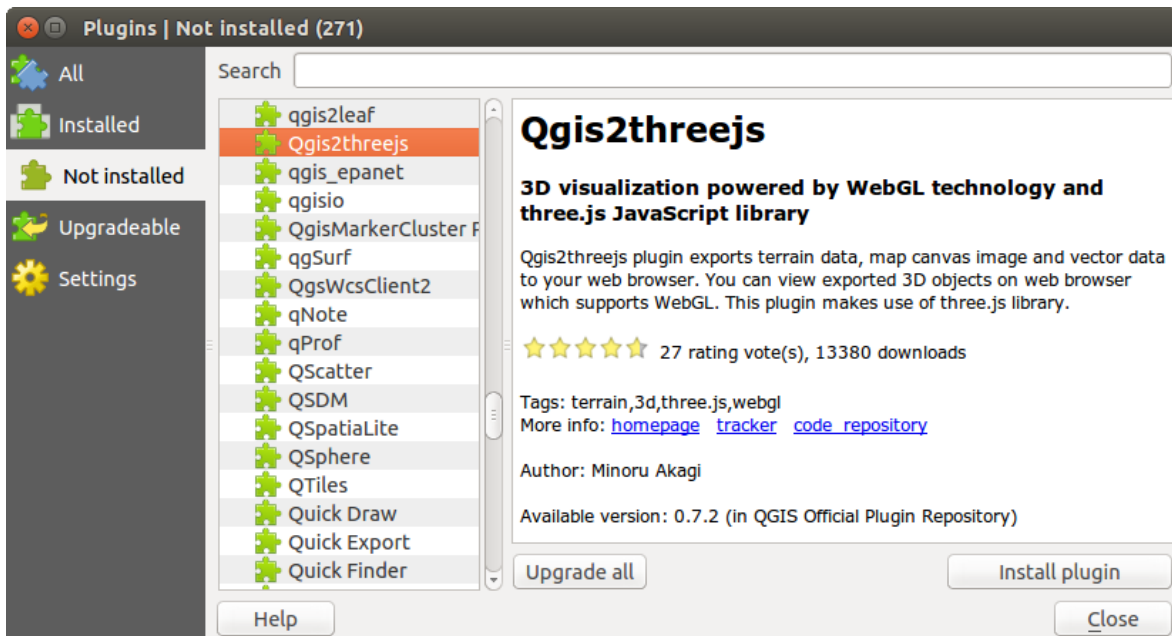 Plugins | Not installed (271)
All
Installed
Not installed
Upgradeable
Settings
Search
qgis2leaf
Qgis2threejs
qgis_epanet
qgisio
QgisMarkerCluster
qgSurf
QgsWcsClient2
qNote
qProf
QScatter
QSDM
QSpatiaLite
QSphere
QTiles
Quick Draw
Quick Export
Quick Finder
Qgis2threejs
3D visualization powered by WebGL technology and
three.js JavaScript library
Qgis2threejs plugin exports terrain data, map canvas image and vector data
to your web browser. You can view exported 3D objects on web browser
which supports WebGL. This plugin makes use of three.js library.
27 rating vote(s), 13380 downloads
Tags: terrain,3d,three.js,webgl
More info: homepage tracker code_repository
Author: Minoru Akagi
Available version: 0.7.2 (in QGIS Official Plugin Repository)
Upgrade all
Install plugin
Help
Close